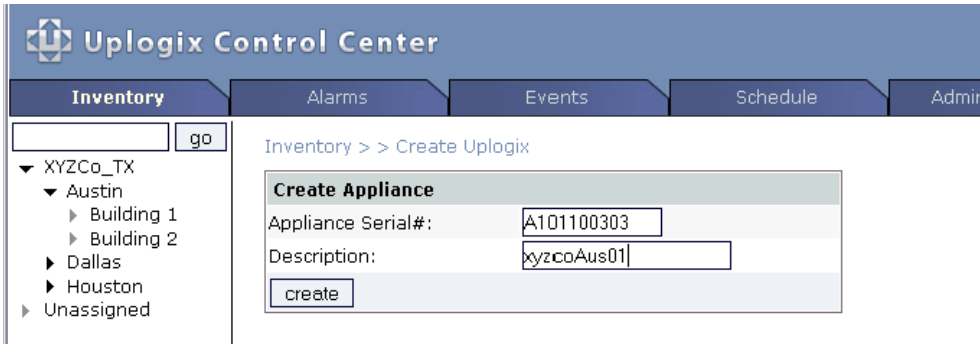 Uplogix Control Center
Inventory Alarms Events Schedule Admin
go
XYZCo_TX
Austin
Building 1
Building 2
Dallas
Houston
Unassigned
Inventory > > Create Uplogix
Create Appliance
Appliance Serial#: A101100303
Description: xyzcoAus01
create